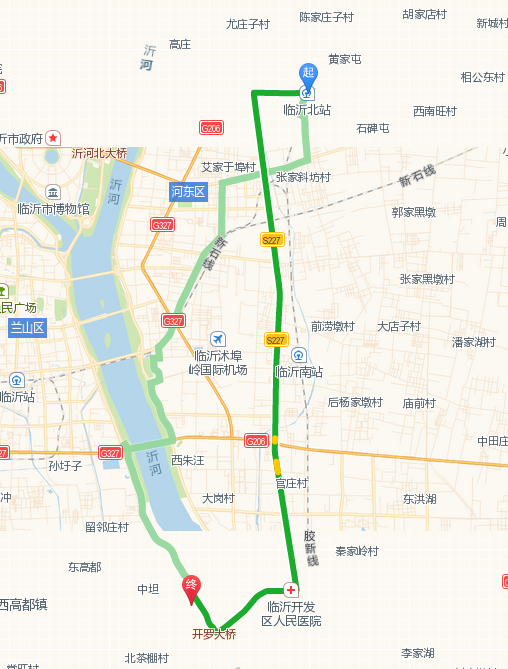 陈家庄子村
胡家店村
尤庄子村
新城村
高庄
沂河
黄家屯
起
相公东村
临沂北站
西南旺村
G206
石碑屯
沂市政府
沂河北大桥
艾家于埠村
张家斜坊村
新石线
沂河
河东区
临沂市博物馆
郭家黑墩
周
G327
S227
新石线
张家黑墩村
民广场
兰山区
G327
前涝墩村
大店子村
S227
潘家湖村
临沂沭埠
岭国际机场
临沂南站
临沂站
后杨家墩村
庙前村
G206
中田庄
27
G327
沂河
西朱汪
孙圩子
官庄村
冲
大岗村
东洪湖
留邻庄村
胶新线
秦家岭村
东高都
终
中坦
西高都镇
临沂开发
区人民医院
开罗大桥
北茶棚村
李家湖